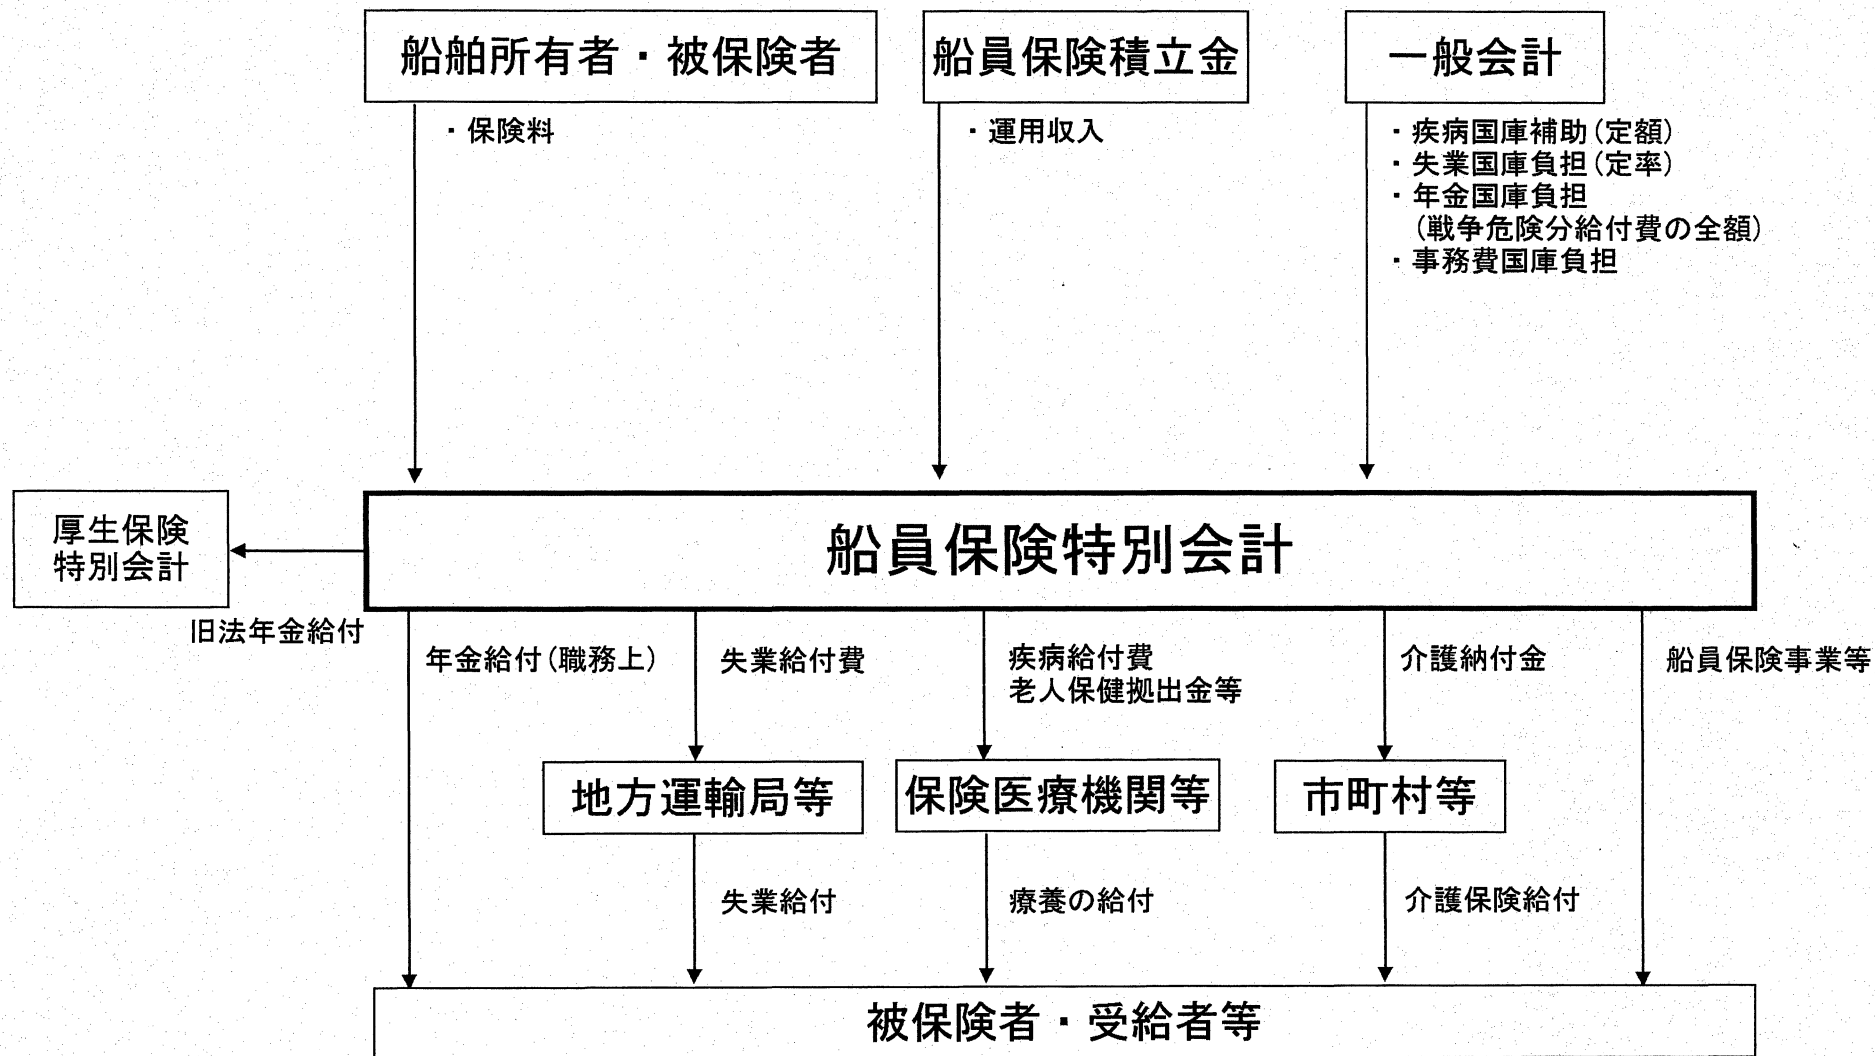 船舶所有者・被保険者
船員保険積立金
一般会計
・保険料
・運用収入
・疾病国庫補助(定額)
・失業国庫負担(定率)
・年金国庫負担
(戦争危険分給付費の全額)
・事務費国庫負担
厚生保険
特別会計
船員保険特別会計
旧法年金給付
年金給付(職務上)
失業給付費
疾病給付費
老人保健拠出金等
介護納付金
船員保険事業等
地方運輸局等
保険医療機関等
市町村等
失業給付
療養の給付
介護保険給付
被保険者・受給者等